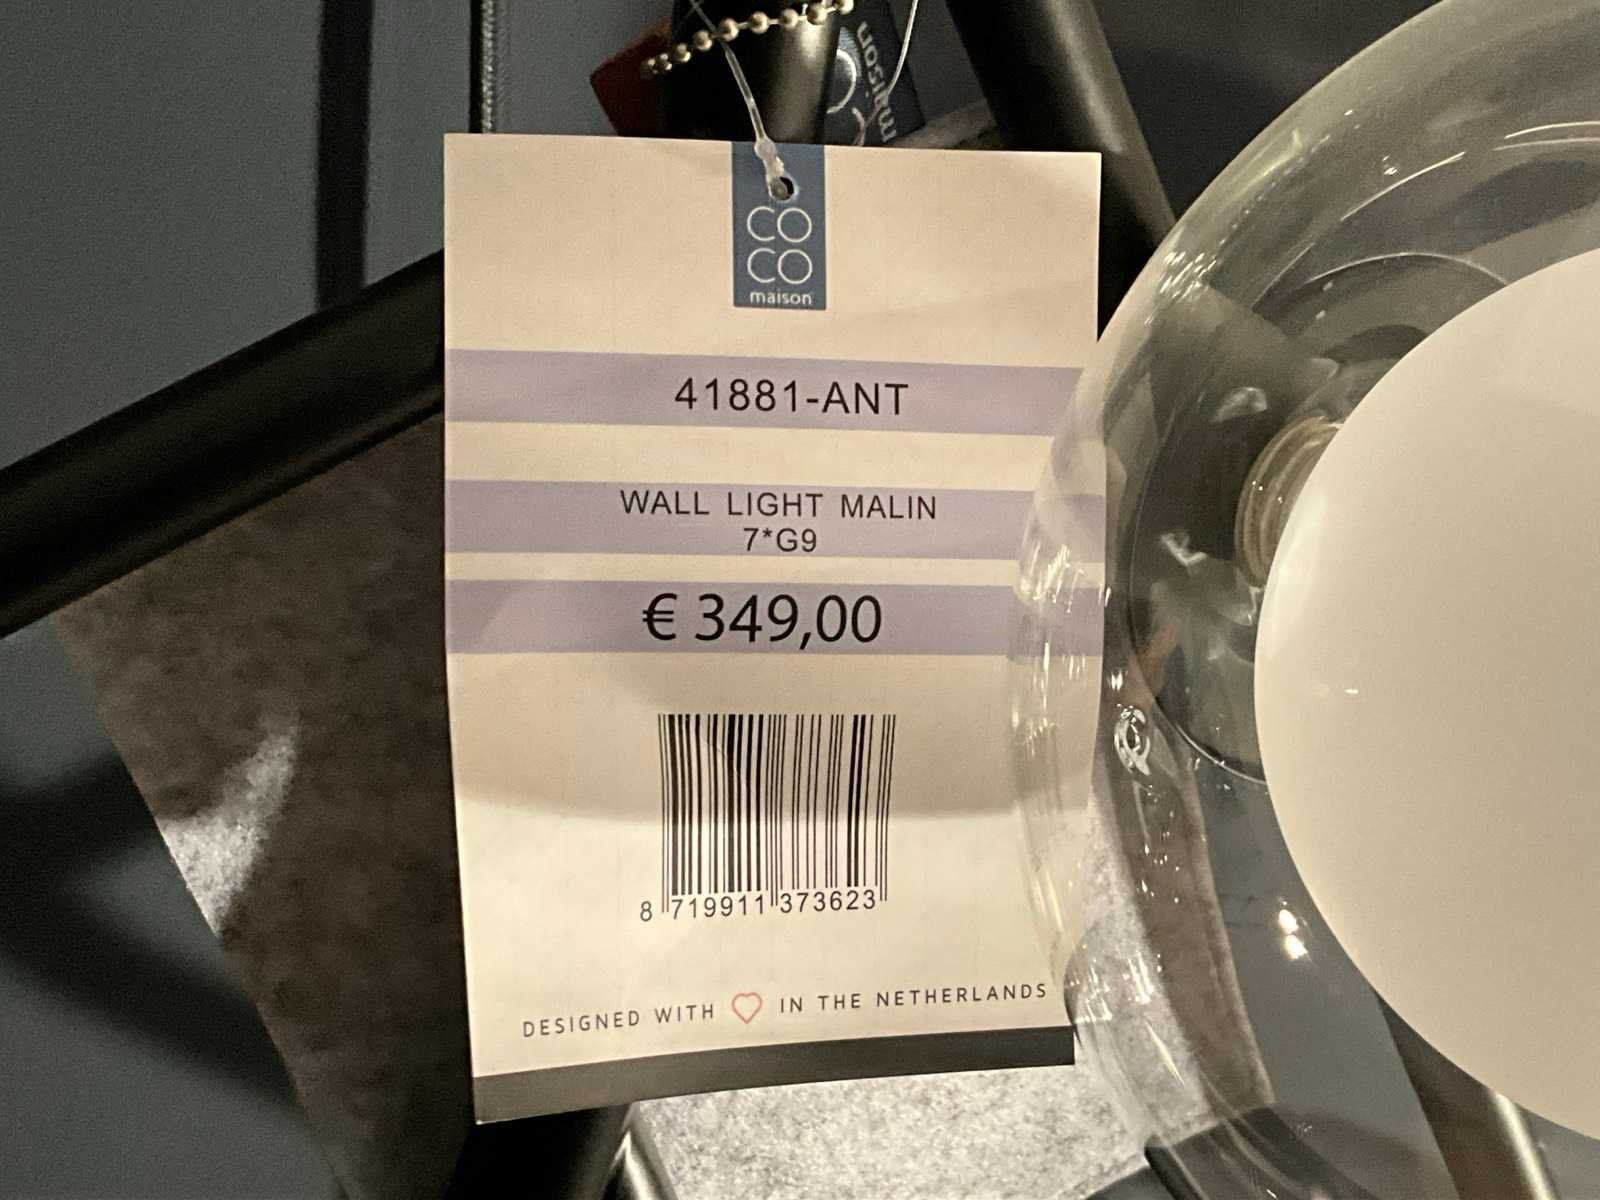 maison
CO
CO
maison
41881-ANT
WALL LIGHT MALIN
7*G9
€ 349,00
8 719911 373623
DESIGNED WITH IN THE NETHERLANDS